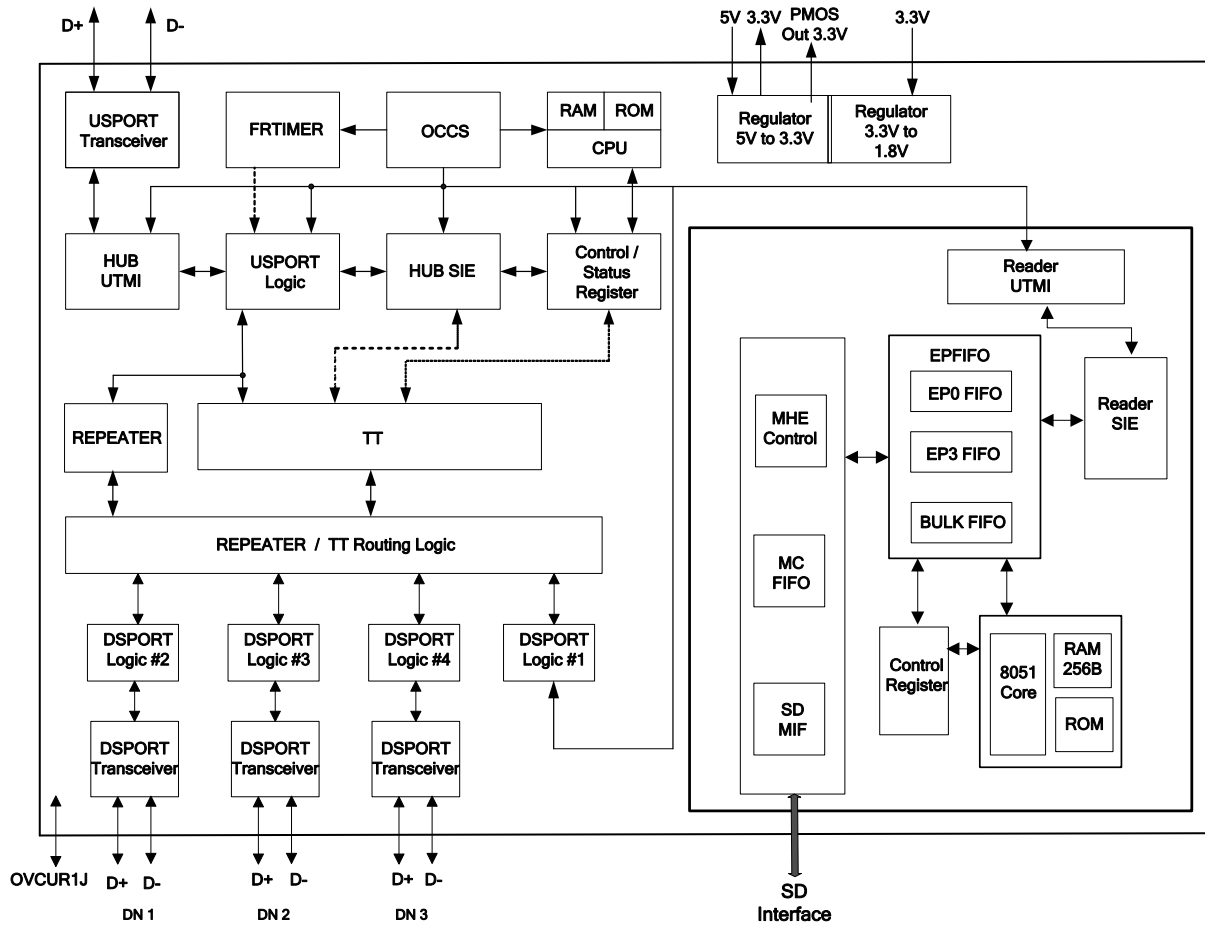 D+ D-
5V 3.3V PMOS
Out 3.3V
3.3V
USPORT
Transceiver
FRTIMER
OCCS
RAM ROM
CPU
Regulator
5V to 3.3V
Regulator
3.3V to
1.8V
HUB
UTMI
USPORT
Logic
HUB SIE
Control /
Status
Register
Reader
UTMI
EPFIFO
EP0 FIFO
EP3 FIFO
BULK FIFO
Reader
SIE
MHE
Control
MC
FIFO
SD
MIF
REPEATER
TT
REPEATER / TT Routing Logic
DSPORT
Logic #2
DSPORT
Logic #3
DSPORT
Logic #4
DSPORT
Logic #1
Control
Register
8051
Core
RAM
256B
ROM
DSPORT
Transceiver
DSPORT
Transceiver
DSPORT
Transceiver
OVCUR1J
D+ D-
D+ D-
D+ D-
DN 1
DN 2
DN 3
SD
Interface